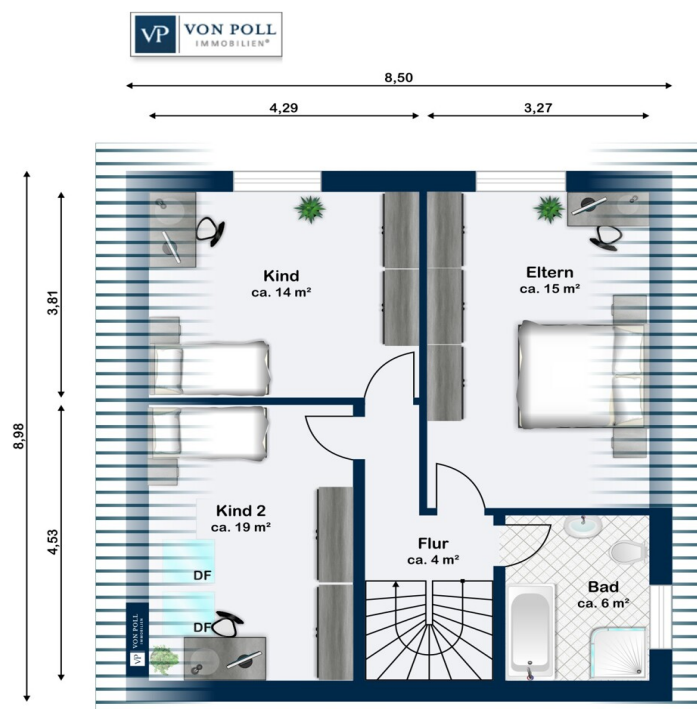 VP VON POLL
IMMOBILIEN®
8,50
4,29
3,27
8,98
3,81
4,53
Kind
ca. 14 m²
Eltern
ca. 15 m²
Kind 2
ca. 19 m²
DF
DF
Flur
ca. 4 m²
Bad
ca. 6 m²
VP VON POLL
IMMOBILIEN